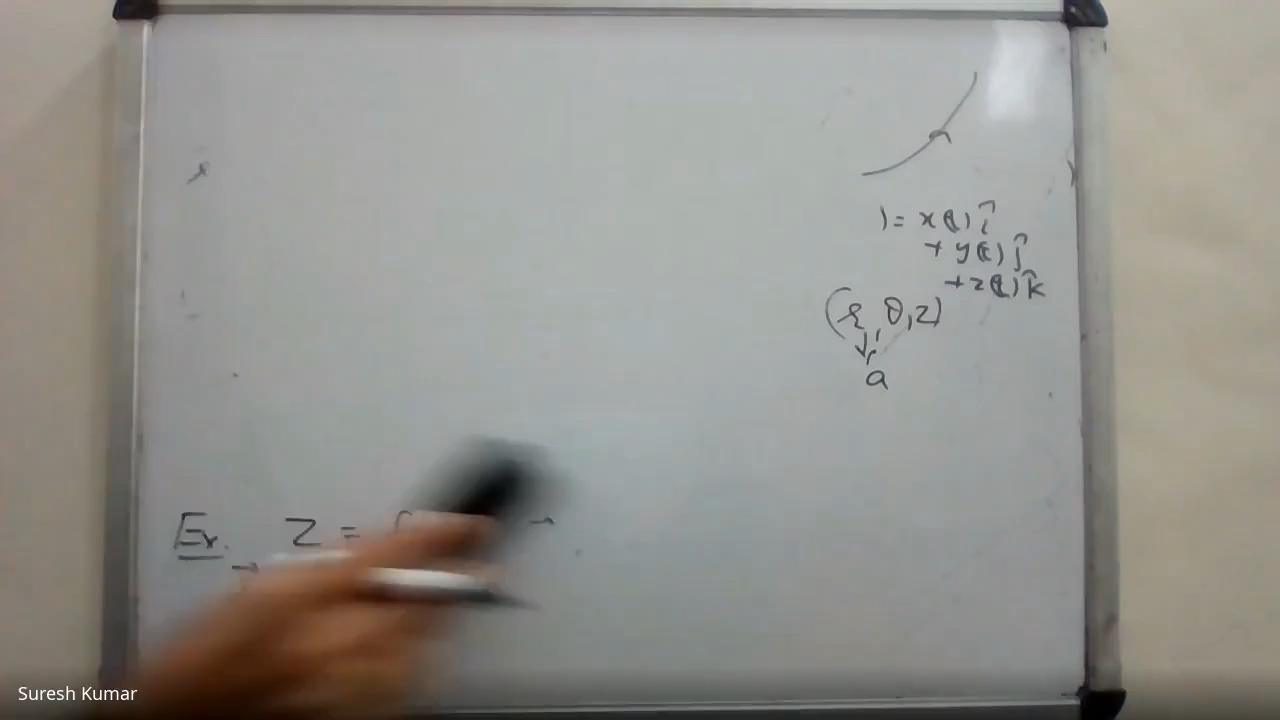 ) = x(t) î
+ y(t) ĵ
+ z(t) k̂
(r, θ, z)
a
Ex. z =
Suresh Kumar